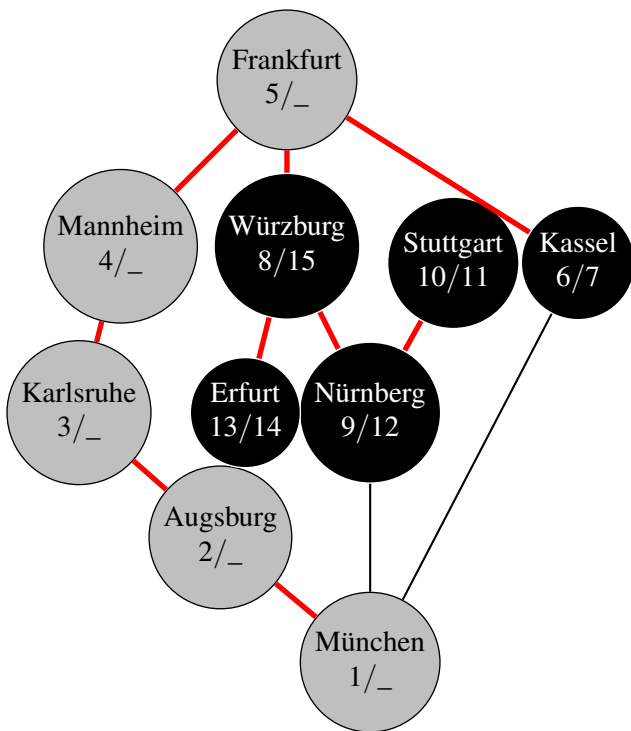 Frankfurt
5/_
Mannheim
4/_
Würzburg
8/15
Stuttgart
10/11
Kassel
6/7
Karlsruhe
3/_
Erfurt
13/14
Nürnberg
9/12
Augsburg
2/_
München
1/_